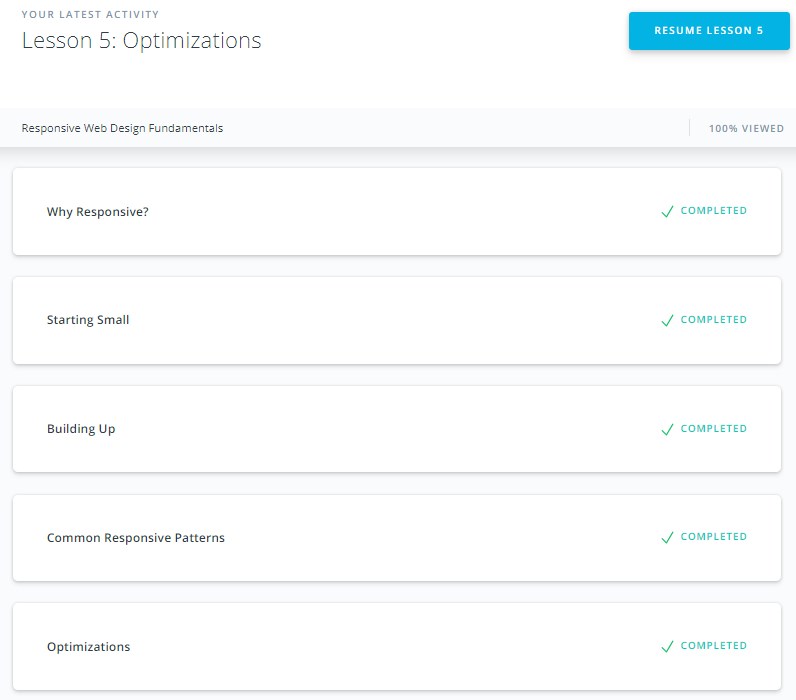 YOUR LATEST ACTIVITY
Lesson 5: Optimizations
RESUME LESSON 5
Responsive Web Design Fundamentals
100% VIEWED
Why Responsive?
COMPLETED
Starting Small
COMPLETED
Building Up
COMPLETED
Common Responsive Patterns
COMPLETED
Optimizations
COMPLETED